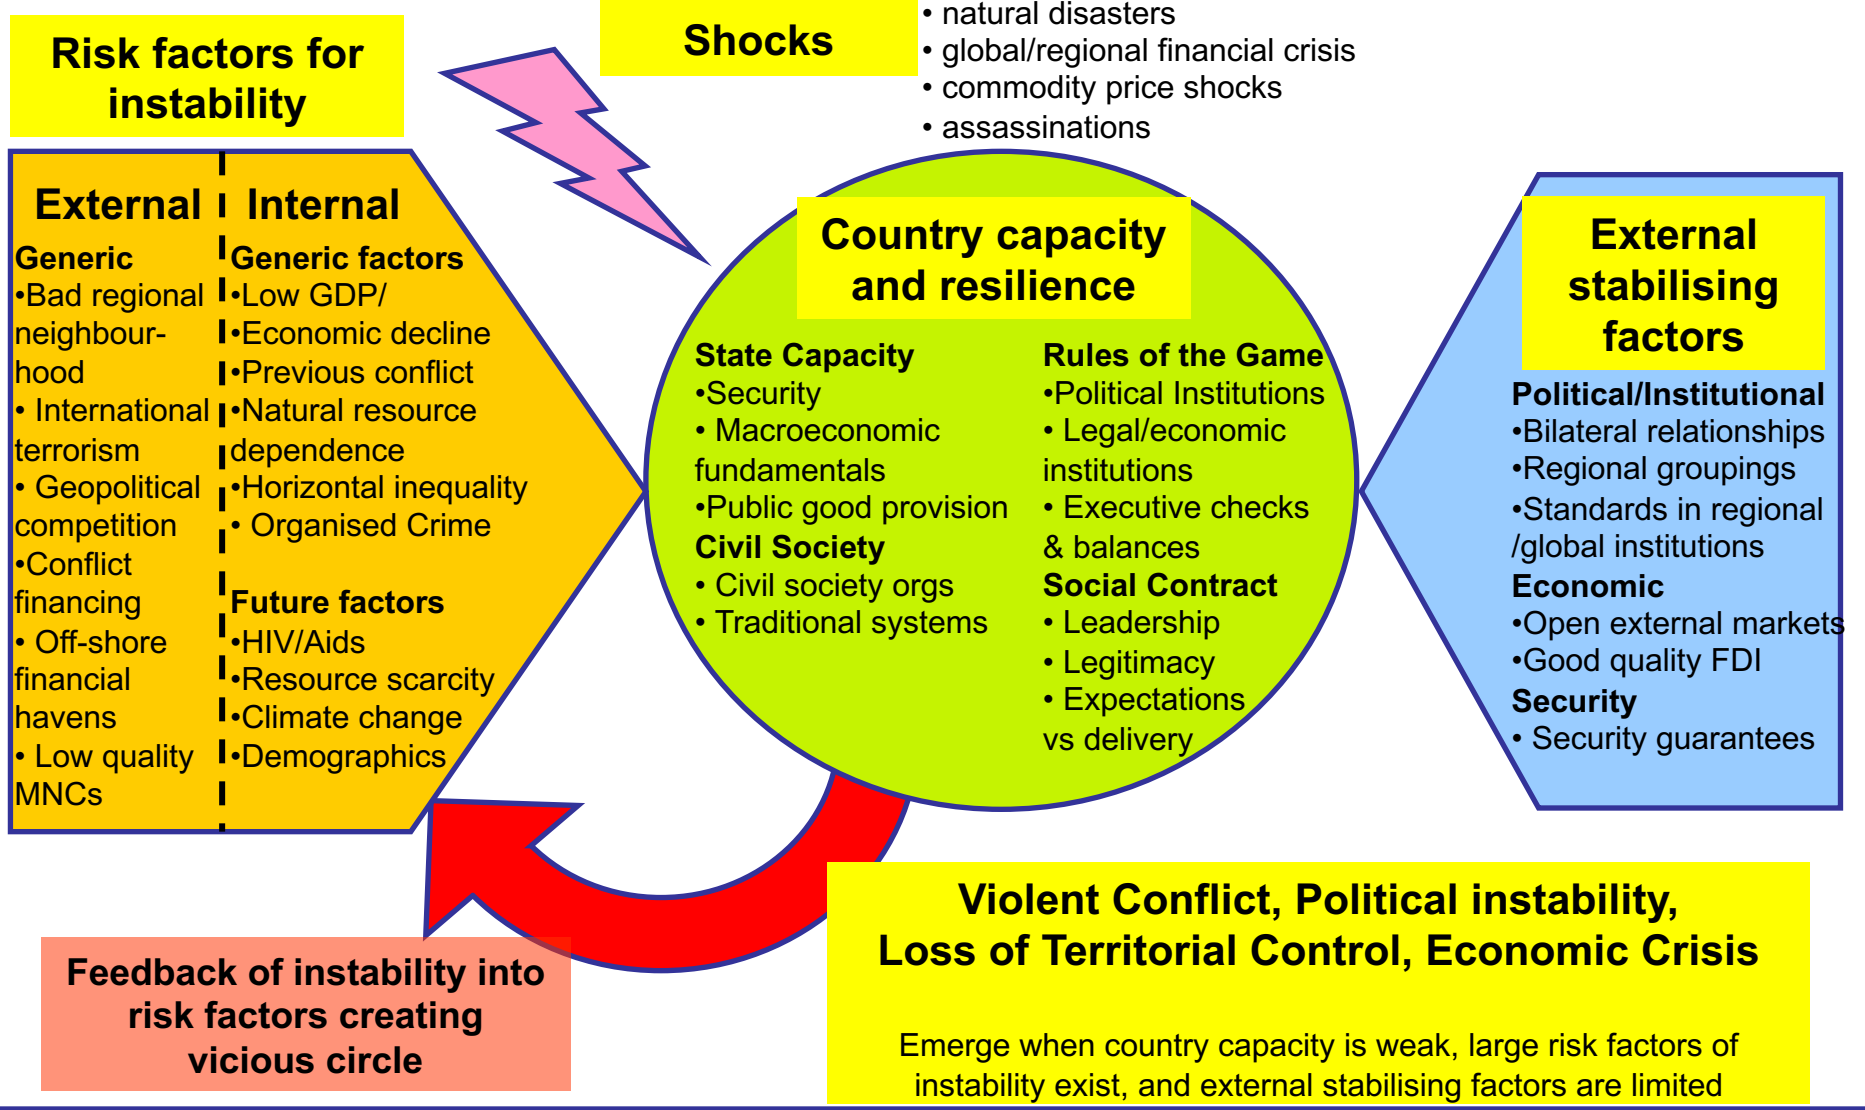 Risk factors for
instability
Shocks
• natural disasters
• global/regional financial crisis
• commodity price shocks
• assassinations
External
Generic
•Bad regional
neighbour-
hood
• International
terrorism
• Geopolitical
competition
•Conflict
financing
• Off-shore
financial
havens
• Low quality
MNCs
Internal
Generic factors
•Low GDP/
•Economic decline
•Previous conflict
•Natural resource
dependence
•Horizontal inequality
• Organised Crime
Future factors
•HIV/Aids
•Resource scarcity
•Climate change
•Demographics
Country capacity
and resilience
State Capacity
•Security
• Macroeconomic
fundamentals
•Public good provision
Civil Society
• Civil society orgs
• Traditional systems
Rules of the Game
•Political Institutions
• Legal/economic
institutions
• Executive checks
& balances
Social Contract
• Leadership
• Legitimacy
• Expectations
vs delivery
External
stabilising
factors
Political/Institutional
•Bilateral relationships
•Regional groupings
•Standards in regional
/global institutions
Economic
•Open external markets
•Good quality FDI
Security
• Security guarantees
Feedback of instability into
risk factors creating
vicious circle
Violent Conflict, Political instability,
Loss of Territorial Control, Economic Crisis
Emerge when country capacity is weak, large risk factors of
instability exist, and external stabilising factors are limited